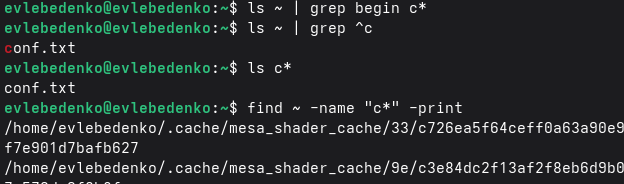 evlebedenko@evlebedenko:~$ ls ~ | grep begin c*
evlebedenko@evlebedenko:~$ ls ~ | grep ^c
conf.txt
evlebedenko@evlebedenko:~$ ls c*
conf.txt
evlebedenko@evlebedenko:~$ find ~ -name "c*" -print
/home/evlebedenko/.cache/mesa_shader_cache/33/c726ea5f64ceff0a63a90e9
f7e901d7bafb627
/home/evlebedenko/.cache/mesa_shader_cache/9e/c3e84dc2f13af2f8eb6d9b0